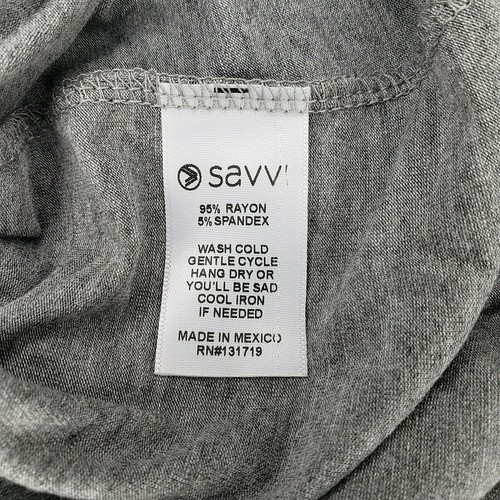 savvi
95% RAYON
5% SPANDEX
WASH COLD
GENTLE CYCLE
HANG DRY OR
YOU'LL BE SAD
COOL IRON
IF NEEDED
MADE IN MEXICO
RN#131719